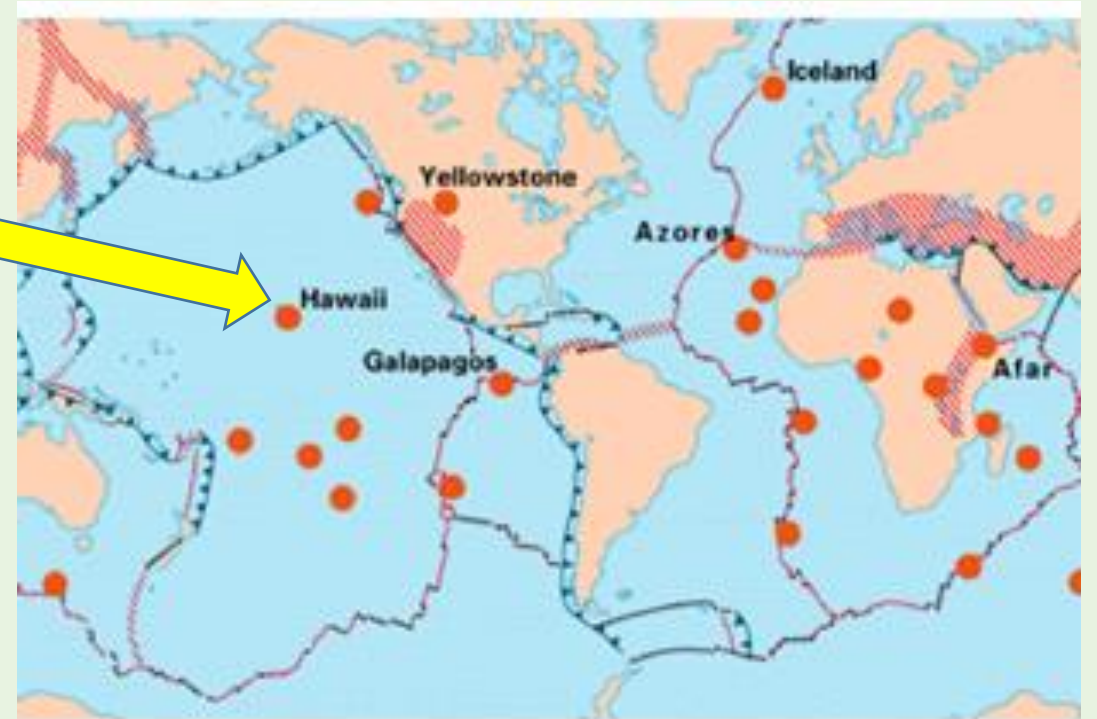 Iceland
Yellowstone
Azores
Hawaii
Galapagos
Afar